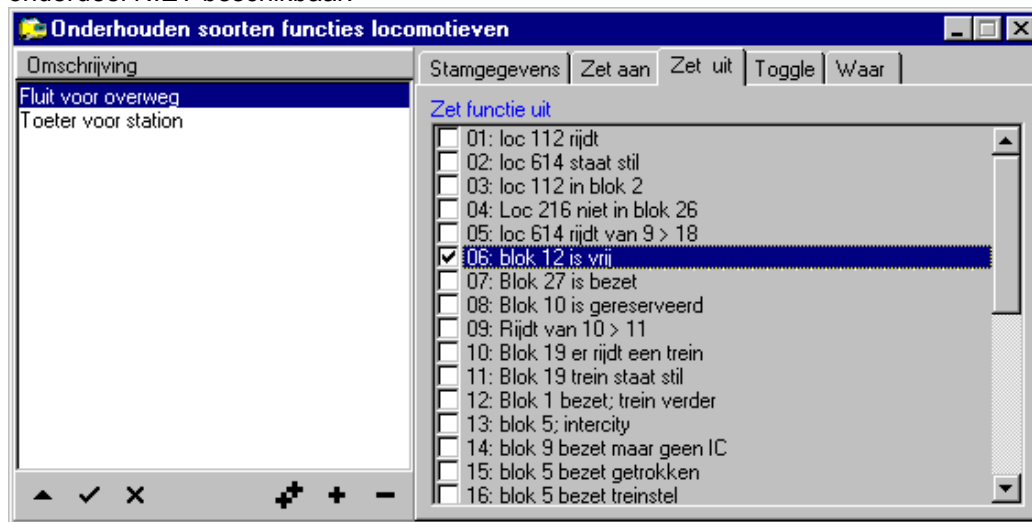 Onderhouden soorten functies locomotieven
Omschrijving
Fluit voor overweg
Toeter voor station
Stamgegevens Zet aan Zet uit Toggle Waar
Zet functie uit
01: loc 112 rijdt
02: loc 614 staat stil
03: loc 112 in blok 2
04: Loc 216 niet in blok 26
05: loc 614 rijdt van 9 > 18
06: blok 12 is vrij
07: Blok 27 is bezet
08: Blok 10 is gereserveerd
09: Rijdt van 10 > 11
10: Blok 19 er rijdt een trein
11: Blok 19 trein staat stil
12: Blok 1 bezet; trein verder
13: blok 5; intercity
14: blok 9 bezet maar geen IC
15: blok 5 bezet getrokken
16: blok 5 bezet treinstel